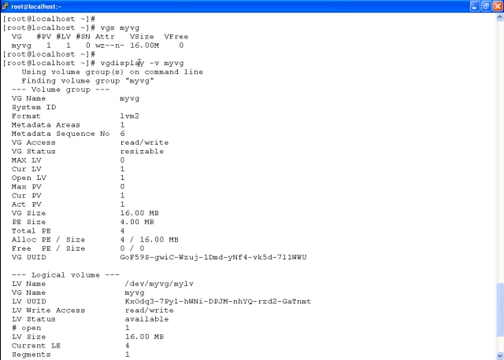 root@localhost:~
[root@localhost ~]#
[root@localhost ~]# vgs myvg
VG #PV #LV #SN Attr VSize VFree
myvg 1 1 0 wz--n- 16.00M 0
[root@localhost ~]#
[root@localhost ~]# vgdisplay -v myvg
Using volume group(s) on command line
Finding volume group "myvg"
--- Volume group ---
VG Name myvg
System ID
Format lvm2
Metadata Areas 1
Metadata Sequence No 6
VG Access read/write
VG Status resizable
MAX LV 0
Cur LV 1
Open LV 1
Max PV 0
Cur PV 1
Act PV 1
VG Size 16.00 MB
PE Size 4.00 MB
Total PE 4
Alloc PE / Size 4 / 16.00 MB
Free PE / Size 0 / 0
VG UUID GoF59S-gwiC-Wzuj-1Dmd-yNf4-vk5d-7l1WWU
--- Logical volume ---
LV Name /dev/myvg/mylv
VG Name myvg
LV UUID KxOdq3-7Pyl-hWNi-DPJM-nhYQ-rzd2-GaTnmt
LV Write Access read/write
LV Status available
# open 1
LV Size 16.00 MB
Current LE 4
Segments 1